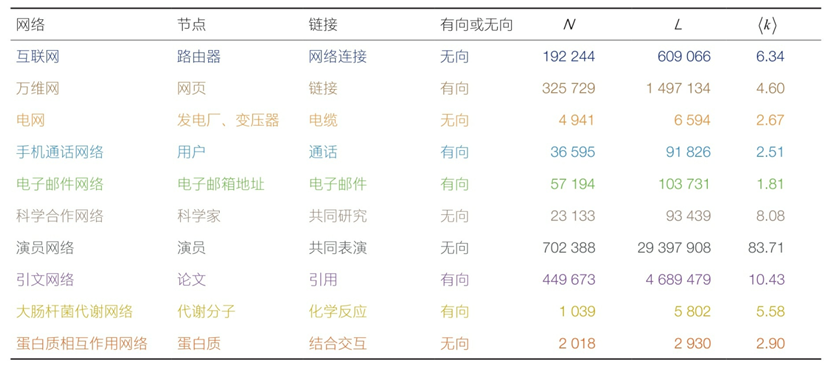 网络 节点 链接 有向或无向 N L ⟨k⟩
互联网 路由器 网络连接 无向 192 244 609 066 6.34
万维网 网页 链接 有向 325 729 1 497 134 4.60
电网 发电厂、变压器 电缆 无向 4 941 6 594 2.67
手机通话网络 用户 通话 有向 36 595 91 826 2.51
电子邮件网络 电子邮箱地址 电子邮件 有向 57 194 103 731 1.81
科学合作网络 科学家 共同研究 无向 23 133 93 439 8.08
演员网络 演员 共同表演 无向 702 388 29 397 908 83.71
引文网络 论文 引用 有向 449 673 4 689 479 10.43
大肠杆菌代谢网络 代谢分子 化学反应 有向 1 039 5 802 5.58
蛋白质相互作用网络 蛋白质 结合交互 无向 2 018 2 930 2.90